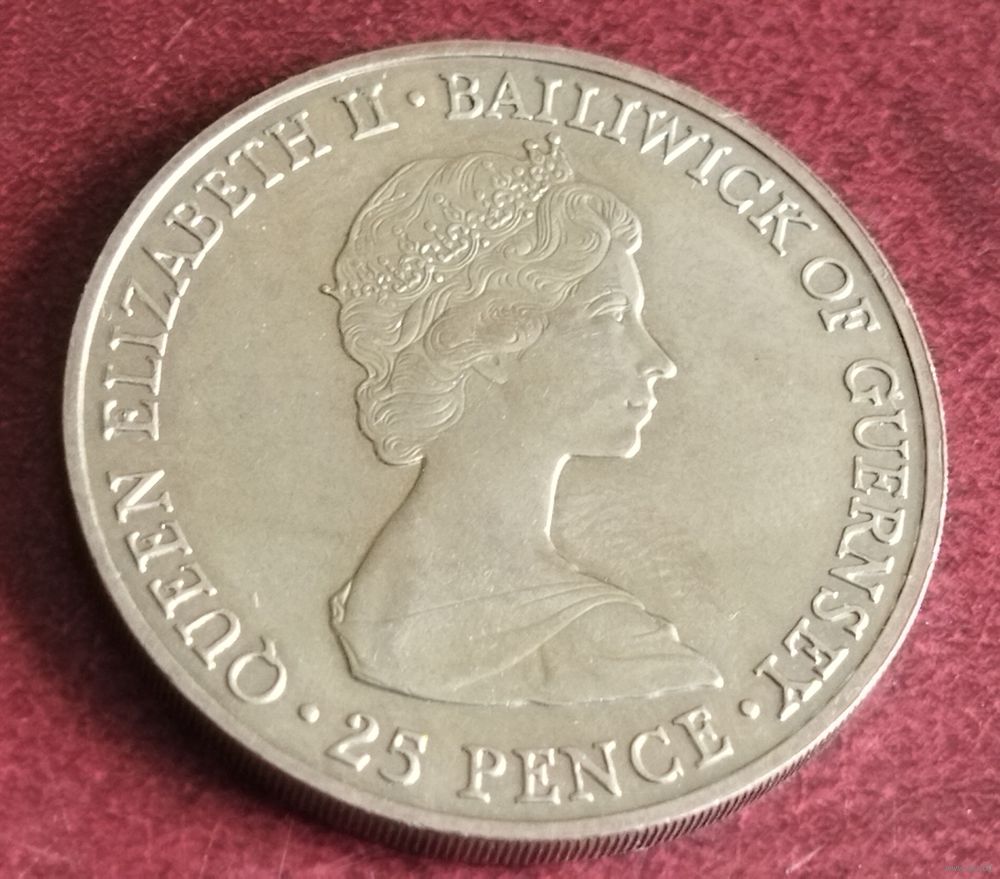 QUEEN ELIZABETH II · BAILIWICK OF GUERNSEY ·
25 PENCE ·